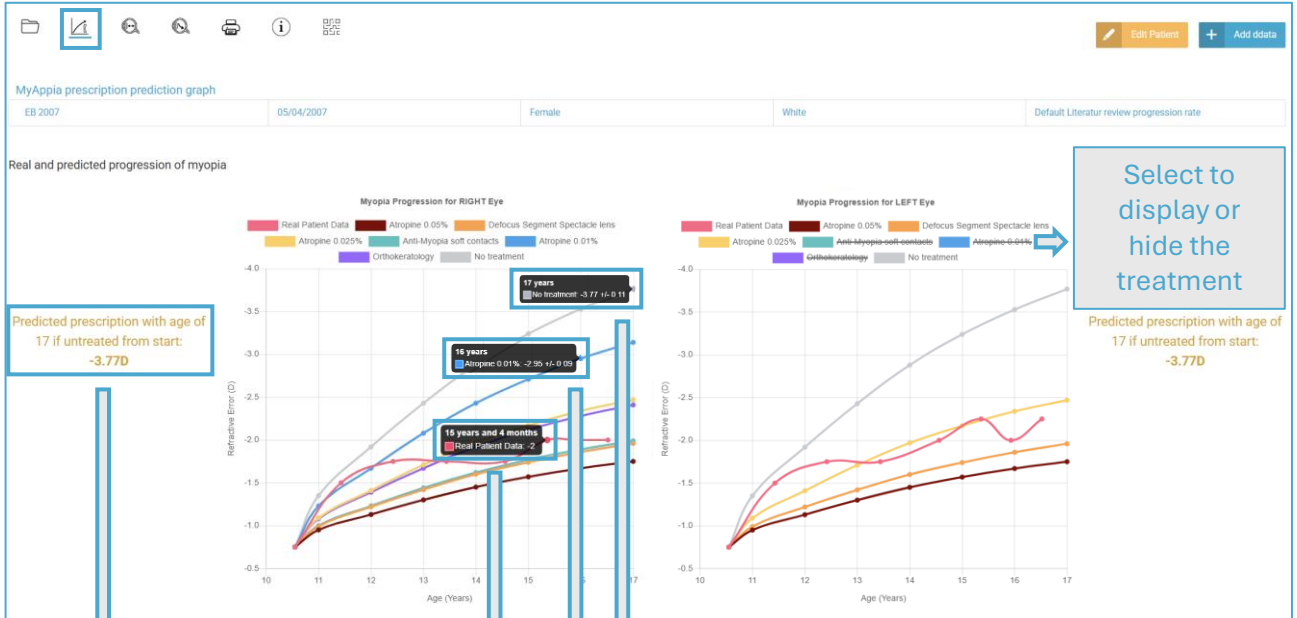 Edit Patient
+ Add ddata
MyAppia prescription prediction graph
EB 2007
05/04/2007
Female
White
Default Literatur review progression rate
Real and predicted progression of myopia
Select to
display or
hide the
treatment
Myopia Progression for RIGHT Eye
Real Patient Data Atropine 0.05% Defocus Segment Spectacle lens
Atropine 0.025% Anti-Myopia soft contacts Atropine 0.01%
Orthokeratology No treatment
Myopia Progression for LEFT Eye
Real Patient Data Atropine 0.05% Defocus Segment Spectacle lens
Atropine 0.025% Anti-Myopia soft contacts Atropine 0.01%
Orthokeratology No treatment
Predicted prescription with age of
17 if untreated from start:
-3.77D
17 years
No treatment: -3.77 +/- 0.11
16 years
Atropine 0.01%: -2.95 +/- 0.09
15 years and 4 months
Real Patient Data: -2
Refractive Error (D)
-4.0
-3.5
-3.0
-2.5
-2.0
-1.5
-1.0
-0.5
10 11 12 13 14 15 16 17
Age (Years)
Refractive Error (D)
-4.0
-3.5
-3.0
-2.5
-2.0
-1.5
-1.0
-0.5
10 11 12 13 14 15 16 17
Age (Years)
Predicted prescription with age of
17 if untreated from start:
-3.77D